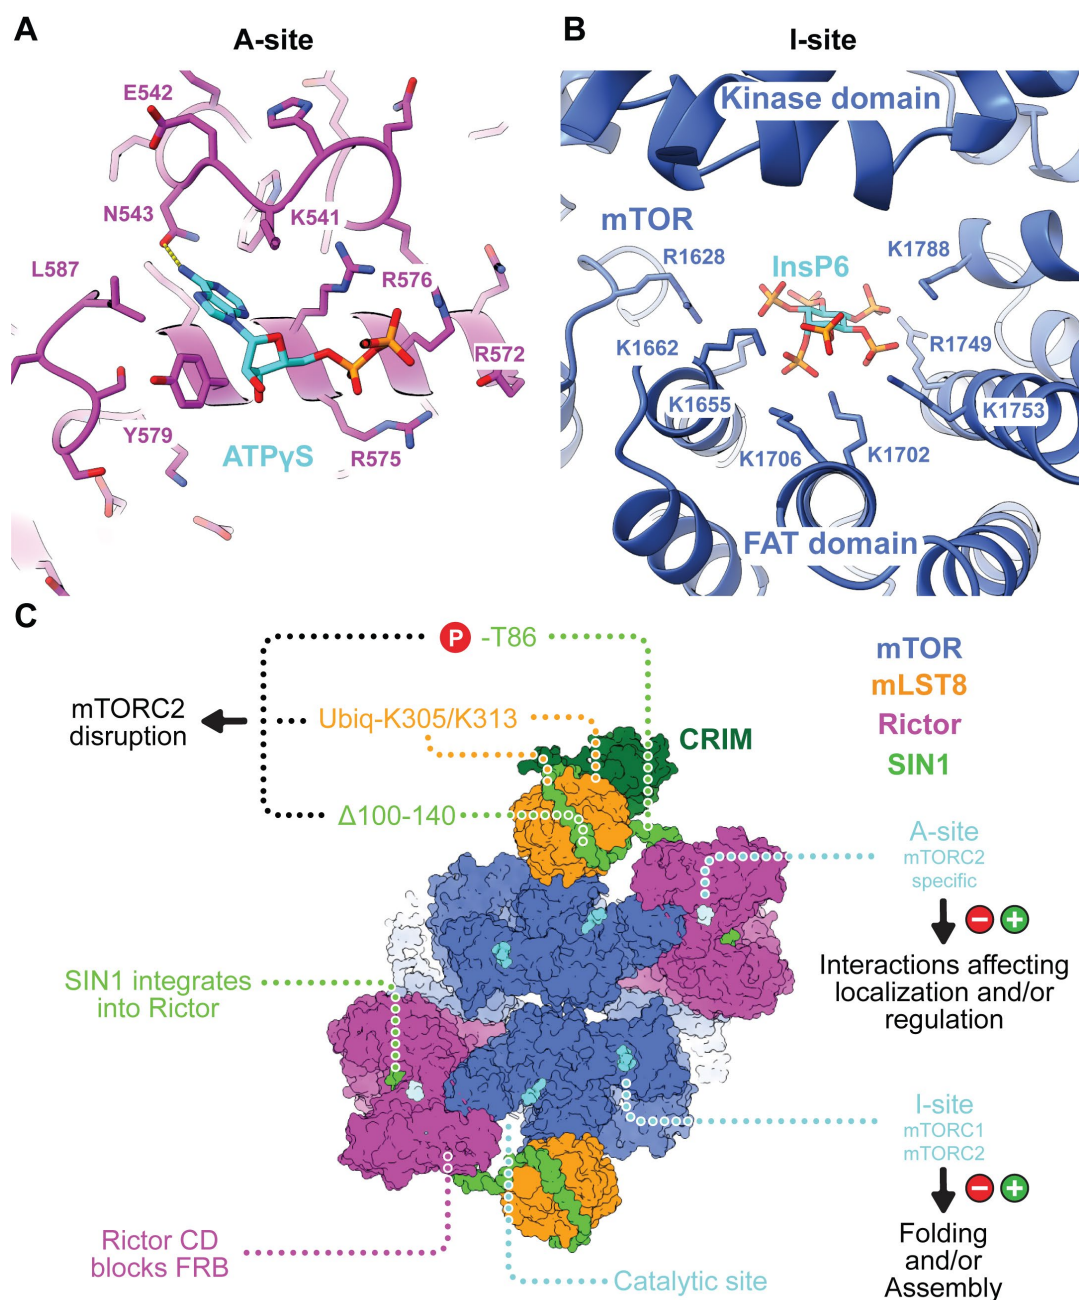 A
A-site
E542
N543
K541
L587
R576
R572
Y579
ATPγS
R575
B
I-site
Kinase domain
mTOR
R1628
InsP6
K1788
K1662
R1749
K1655
K1753
K1706
K1702
FAT domain
C
P -T86
mTOR
mLST8
Rictor
SIN1
mTORC2
disruption
Ubiq-K305/K313
CRIM
Δ100-140
A-site
mTORC2
specific
− +
Interactions affecting
localization and/or
regulation
SIN1 integrates
into Rictor
I-site
mTORC1
mTORC2
− +
Folding
and/or
Assembly
Rictor CD
blocks FRB
Catalytic site